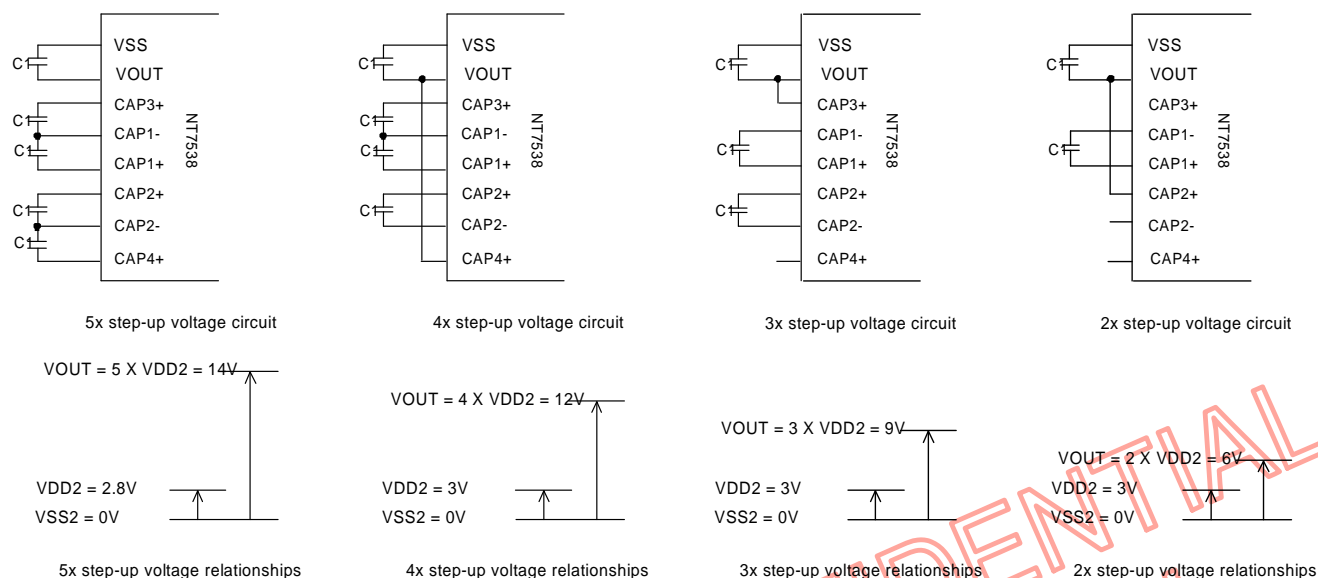 VSS
VOUT
CAP3+
CAP1-
CAP1+
CAP2+
CAP2-
CAP4+
C1
C1
C1
C1
C1
NT7538
5x step-up voltage circuit
VSS
VOUT
CAP3+
CAP1-
CAP1+
CAP2+
CAP2-
CAP4+
C1
C1
C1
C1
NT7538
4x step-up voltage circuit
VSS
VOUT
CAP3+
CAP1-
CAP1+
CAP2+
CAP2-
CAP4+
C1
C1
C1
NT7538
3x step-up voltage circuit
VSS
VOUT
CAP3+
CAP1-
CAP1+
CAP2+
CAP2-
CAP4+
C1
C1
NT7538
2x step-up voltage circuit
VOUT = 5 X VDD2 = 14V
VDD2 = 2.8V
VSS2 = 0V
5x step-up voltage relationships
VOUT = 4 X VDD2 = 12V
VDD2 = 3V
VSS2 = 0V
4x step-up voltage relationships
VOUT = 3 X VDD2 = 9V
VDD2 = 3V
VSS2 = 0V
3x step-up voltage relationships
VOUT = 2 X VDD2 = 6V
VDD2 = 3V
VSS2 = 0V
2x step-up voltage relationships
IDENTIAL